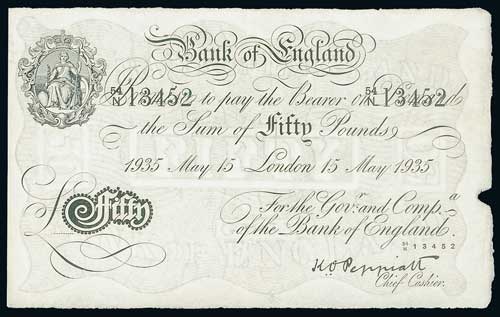 Bank of England
54/N 13452 54/N 13452
Promise to pay the Bearer on Demand
the Sum of Fifty Pounds
1935 May 15 London 15 May 1935
For the Govr. and Compa.
of the Bank of England.
£ Fifty
54/N 13452
K O Peppiatt
Chief Cashier.